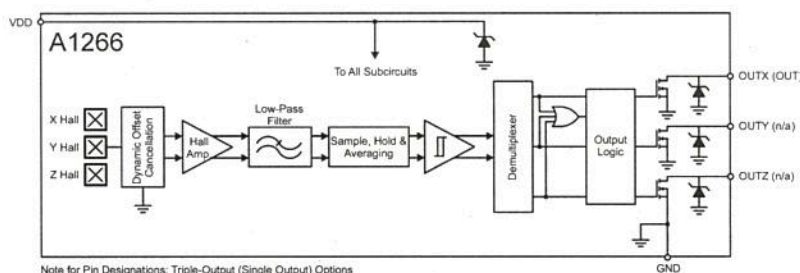 VDD
A1266
To All Subcircuits
OUTX (OUT)
X Hall
Y Hall
Z Hall
Dynamic Offset
Cancellation
Hall
Amp.
Low-Pass
Filter
Sample, Hold &
Averaging
Demultiplexer
Output
Logic
OUTY (n/a)
OUTZ (n/a)
GND
Note for Pin Designations: Triple-Output (Single Output) Options